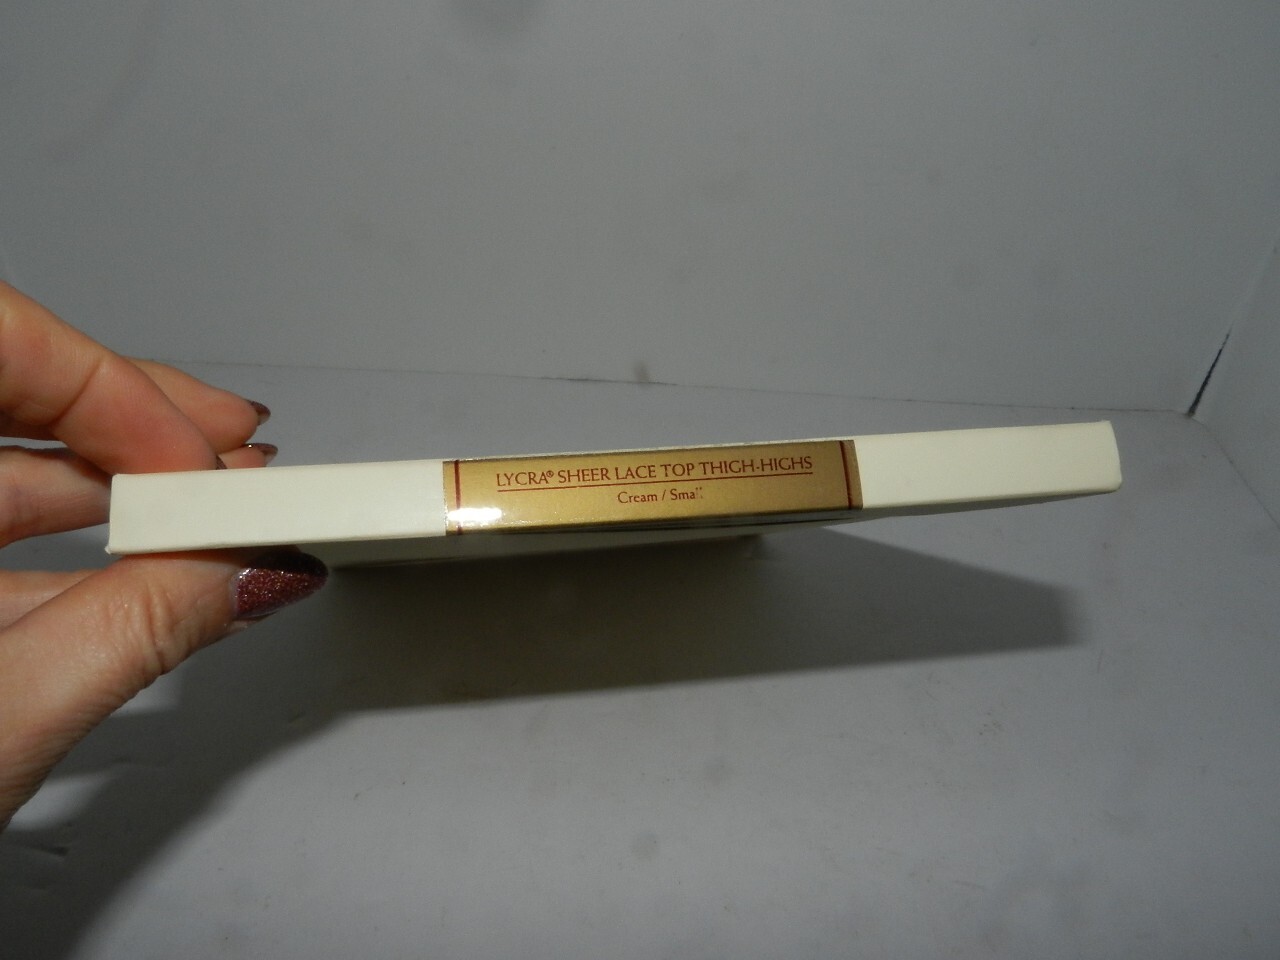 LYCRA® SHEER LACE TOP THIGH-HIGHS
Cream / Small